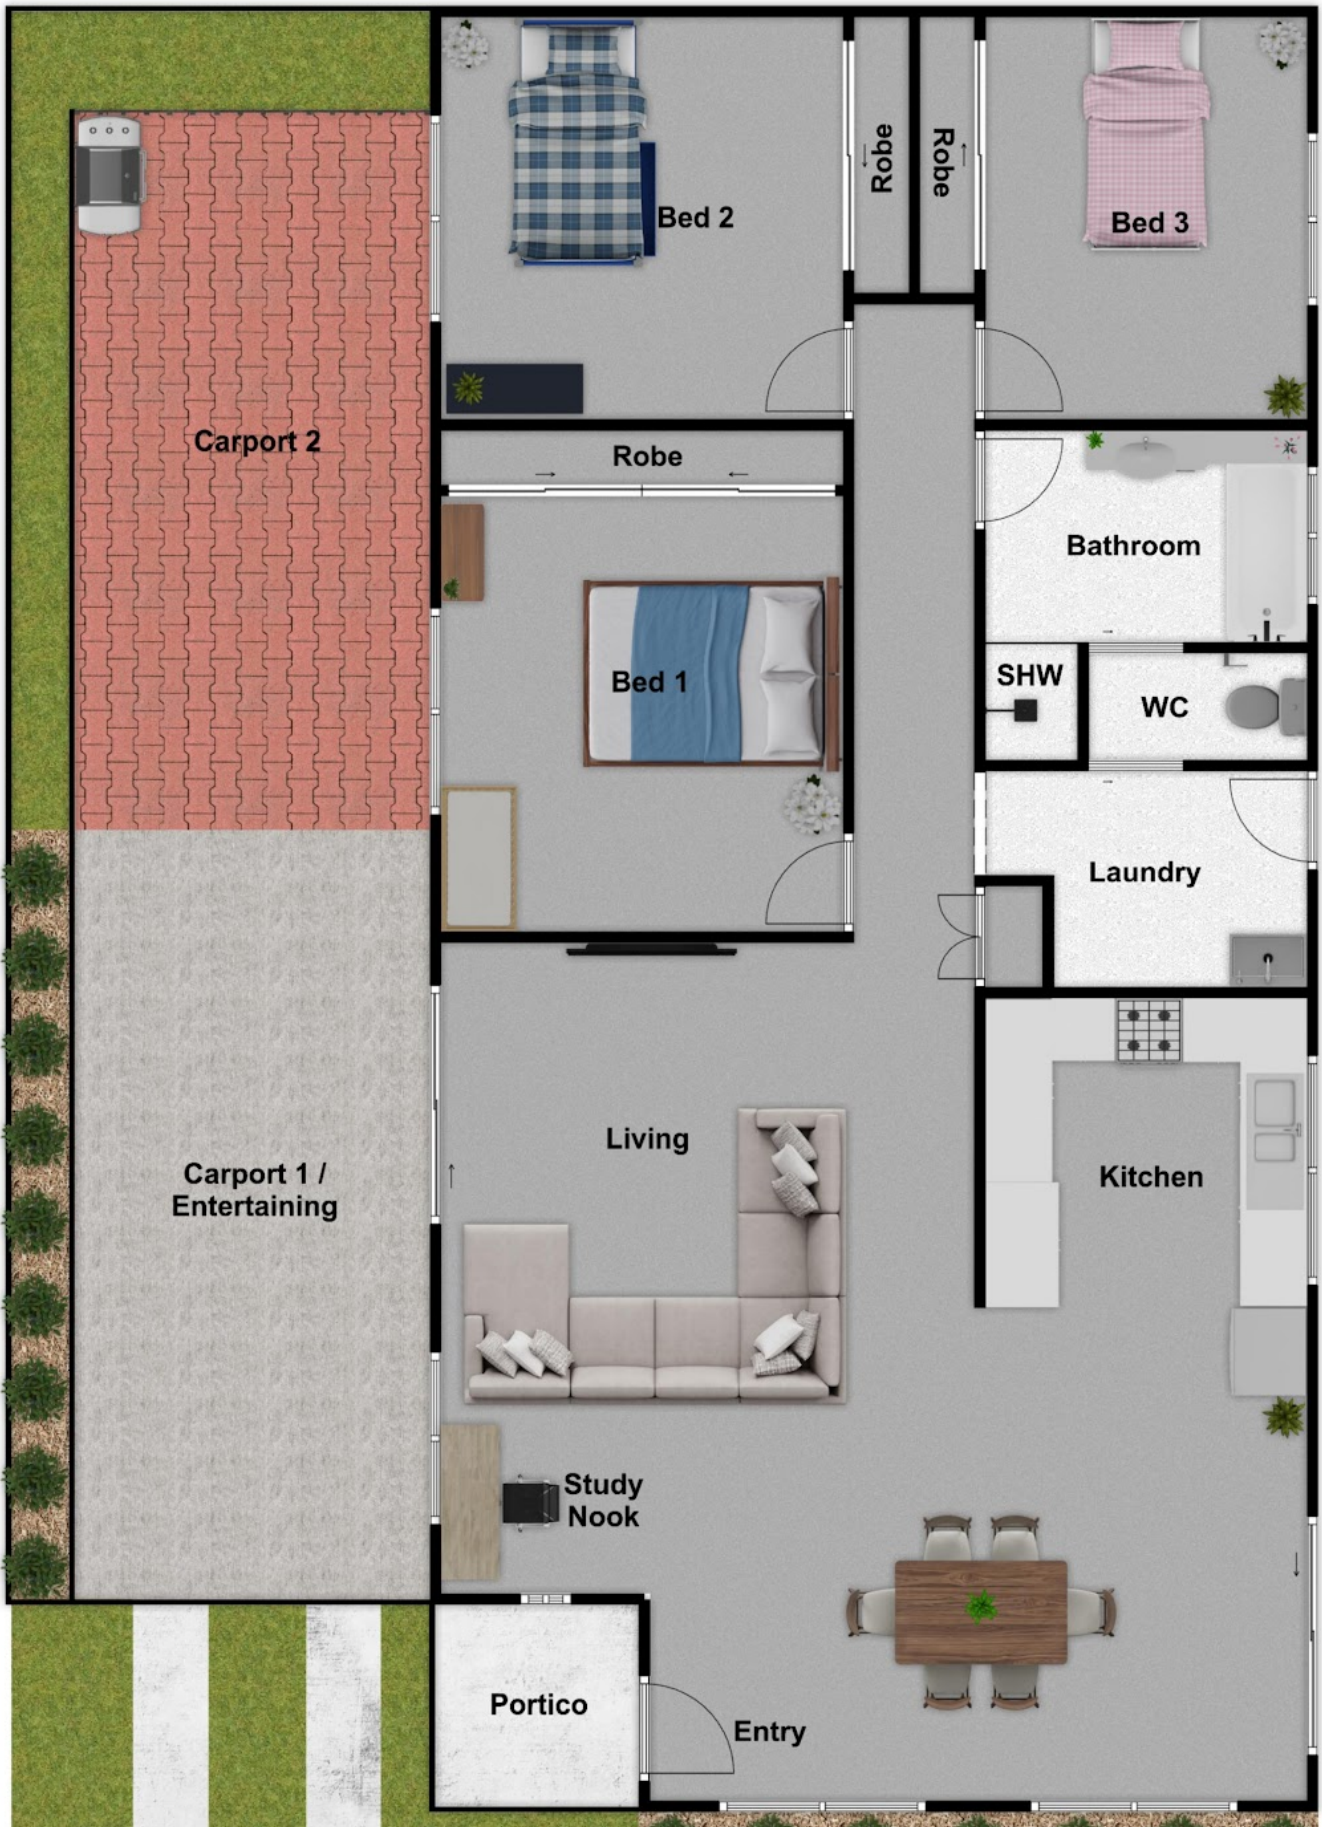 Robe
Robe
Bed 2
Bed 3
Carport 2
Robe
Bathroom
Bed 1
SHW
WC
Laundry
Living
Carport 1 /
Entertaining
Kitchen
Study
Nook
Portico
Entry